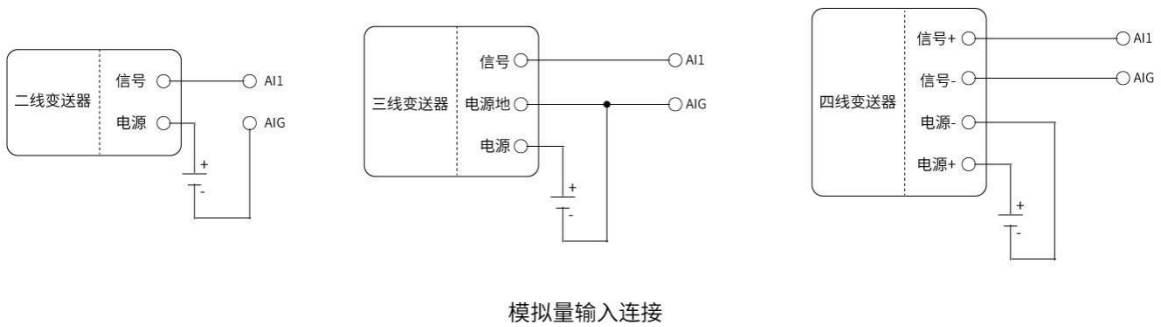 二线变送器
信号
AI1
电源
AIG
+
-
三线变送器
信号
AI1
电源地
AIG
电源
+
-
四线变送器
信号+
AI1
信号-
AIG
电源-
电源+
+
-
模拟量输入连接